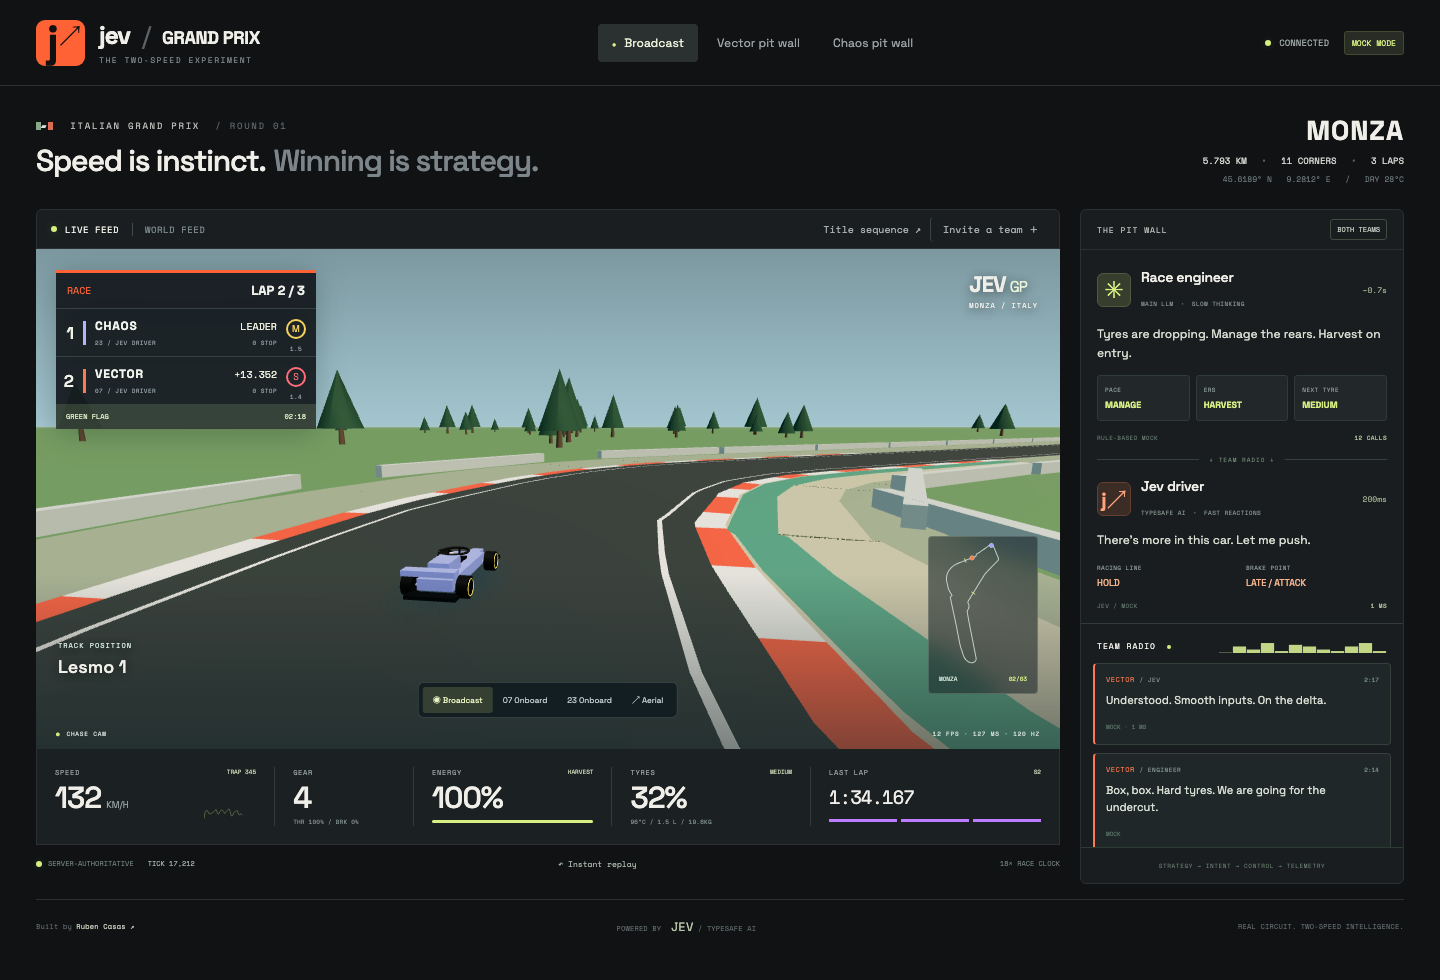 jev / GRAND PRIX
THE TWO-SPEED EXPERIMENT
Broadcast
Vector pit wall
Chaos pit wall
CONNECTED
MOCK MODE
ITALIAN GRAND PRIX / ROUND 01
Speed is instinct. Winning is strategy.
MONZA
5.793 KM · 11 CORNERS · 3 LAPS
45.6189° N 9.2812° E / DRY 28°C
LIVE FEED
WORLD FEED
Title sequence ↗
Invite a team +
RACE LAP 2 / 3
1 CHAOS LEADER M
23 / JEV DRIVER 0 STOP 1.5
2 VECTOR +13.352 S
07 / JEV DRIVER 0 STOP 1.4
GREEN FLAG 02:18
JEV GP
MONZA / ITALY
TRACK POSITION
Lesmo 1
MONZA 02/03
Broadcast
07 Onboard
23 Onboard
Aerial
CHASE CAM
12 FPS · 127 MS · 120 HZ
SPEED TRAP 345
132 KM/H
GEAR
4
THR 100% / BRK 0%
ENERGY HARVEST
100%
TYRES MEDIUM
32%
96°C / 1.5 L / 19.6KG
LAST LAP S2
1:34.167
SERVER-AUTHORITATIVE TICK 17,212
↶ Instant replay
18× RACE CLOCK
THE PIT WALL
BOTH TEAMS
Race engineer
MAIN LLM · SLOW THINKING
~0.7s
Tyres are dropping. Manage the rears. Harvest on
entry.
PACE
MANAGE
ERS
HARVEST
NEXT TYRE
MEDIUM
RULE-BASED MOCK 12 CALLS
TEAM RADIO
j
Jev driver
TYPESAFE AI · FAST REACTIONS
200ms
There's more in this car. Let me push.
RACING LINE
HOLD
BRAKE POINT
LATE / ATTACK
JEV / MOCK 1 MS
TEAM RADIO
VECTOR / JEV 2:17
Understood. Smooth inputs. On the delta.
MOCK · 1 MS
VECTOR / ENGINEER 2:14
Box, box. Hard tyres. We are going for the
undercut.
MOCK
STRATEGY → INTENT → CONTROL → TELEMETRY
Built by Ruben Casas ↗
POWERED BY JEV / TYPESAFE AI
REAL CIRCUIT. TWO-SPEED INTELLIGENCE.